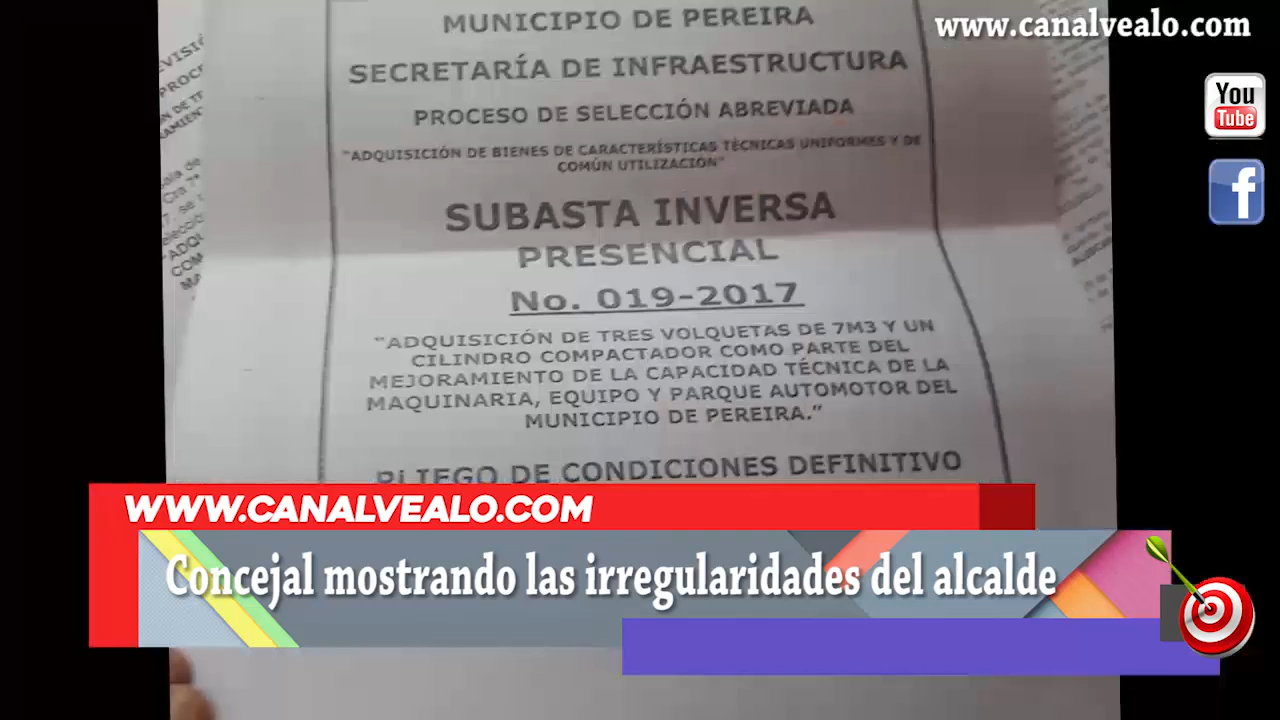 www.canalvealo.com
You
Tube
f
MUNICIPIO DE PEREIRA
SECRETARÍA DE INFRAESTRUCTURA
PROCESO DE SELECCIÓN ABREVIADA
"ADQUISICIÓN DE BIENES DE CARACTERÍSTICAS TÉCNICAS UNIFORMES Y DE
COMÚN UTILIZACIÓN"
SUBASTA INVERSA
PRESENCIAL
No. 019-2017
"ADQUISICIÓN DE TRES VOLQUETAS DE 7M3 Y UN
CILINDRO COMPACTADOR COMO PARTE DEL
MEJORAMIENTO DE LA CAPACIDAD TÉCNICA DE LA
MAQUINARIA, EQUIPO Y PARQUE AUTOMOTOR DEL
MUNICIPIO DE PEREIRA."
PLIEGO DE CONDICIONES DEFINITIVO
WWW.CANALVEALO.COM
Concejal mostrando las irregularidades del alcalde